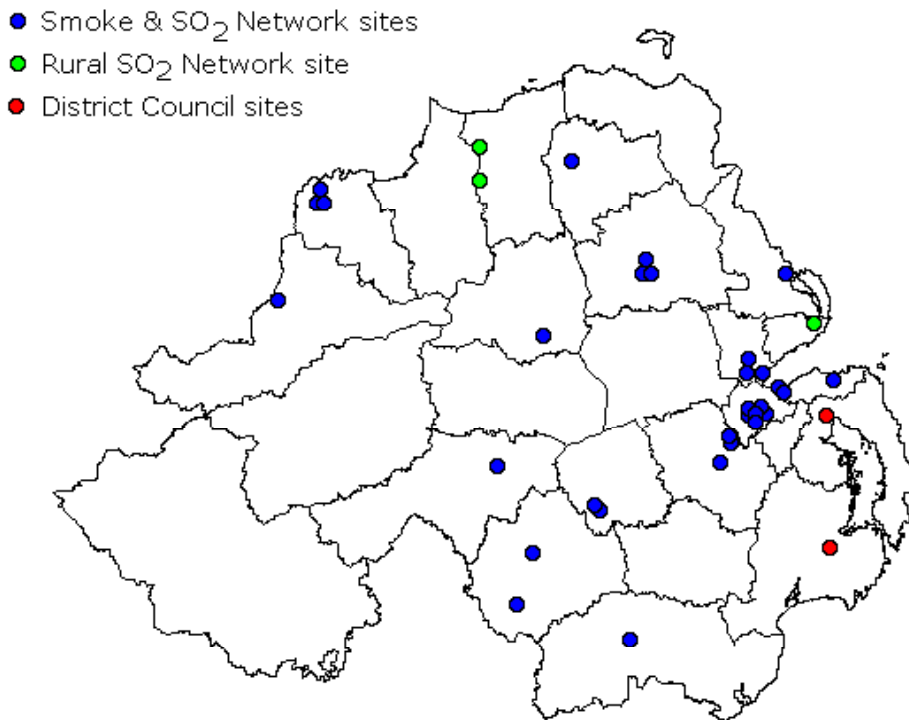 Smoke & SO₂ Network sites
Rural SO₂ Network site
District Council sites